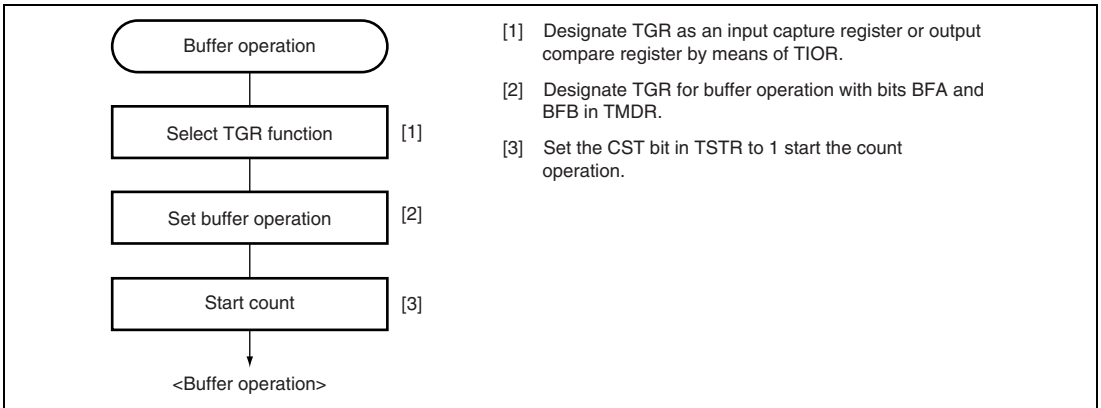 Buffer operation
Select TGR function
[1]
Set buffer operation
[2]
Start count
[3]
<Buffer operation>
[1] Designate TGR as an input capture register or output
compare register by means of TIOR.
[2] Designate TGR for buffer operation with bits BFA and
BFB in TMDR.
[3] Set the CST bit in TSTR to 1 start the count
operation.